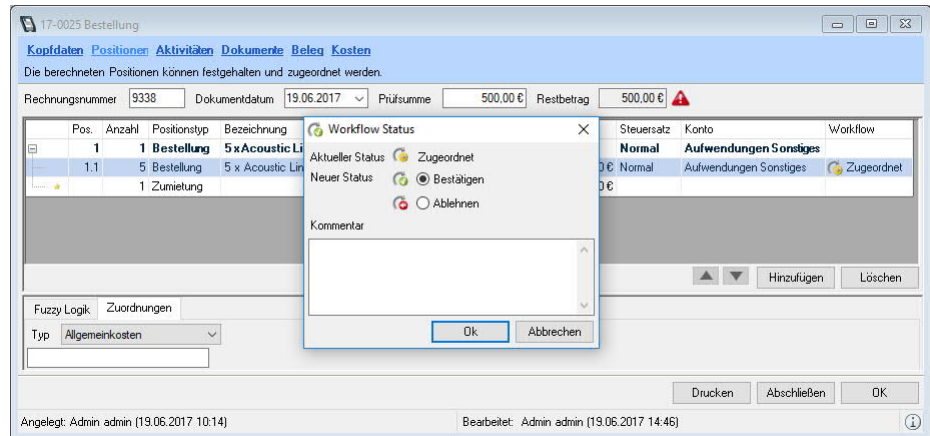 17-0025 Bestellung
Kopfdaten Positionen Aktivitäten Dokumente Beleg Kosten
Die berechneten Positionen können festgehalten und zugeordnet werden.
Rechnungsnummer 9338 Dokumentdatum 19.06.2017 Prüfsumme 500,00 € Restbetrag 500,00 €
Pos. Anzahl Positionstyp Bezeichnung Steuersatz Konto Workflow
1 1 Bestellung 5 x Acoustic Li Normal Aufwendungen Sonstiges
1.1 5 Bestellung 5 x Acoustic Lin 0 € Normal Aufwendungen Sonstiges Zugeordnet
1 Zumietung 0 €
Workflow Status
Aktueller Status Zugeordnet
Neuer Status Bestätigen
Ablehnen
Kommentar
Ok Abbrechen
Hinzufügen Löschen
Fuzzy Logik Zuordnungen
Typ Allgemeinkosten
Drucken Abschließen OK
Angelegt: Admin admin (19.06.2017 10:14) Bearbeitet: Admin admin (19.06.2017 14:46)